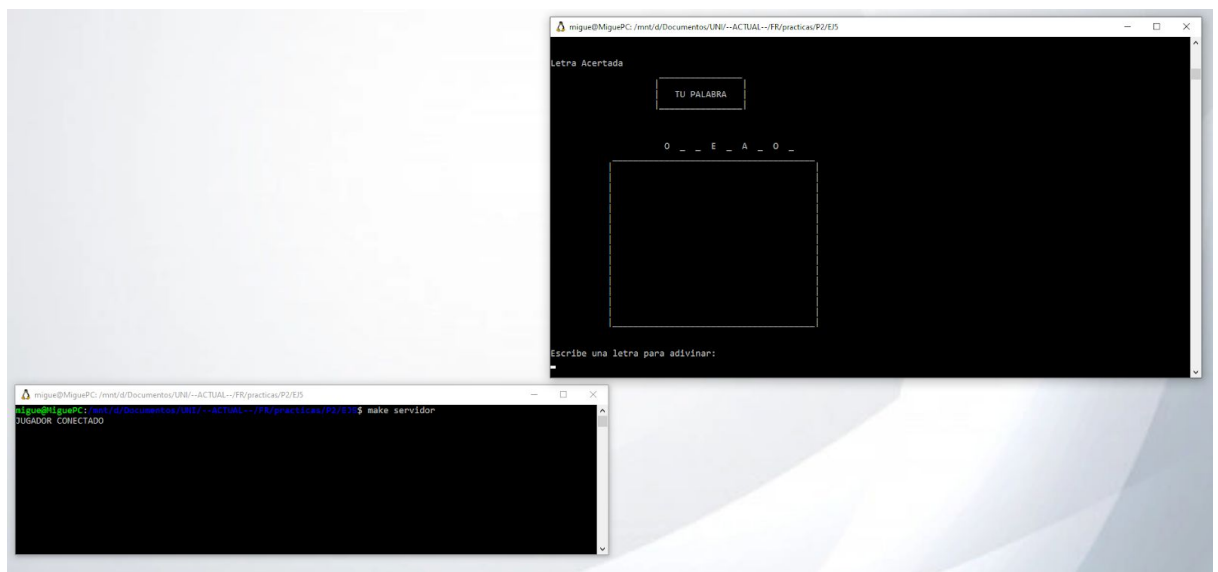 migue@MiguePC: /mnt/d/Documentos/UNI/--ACTUAL--/FR/practicas/P2/EJ5
Letra Acertada
TU PALABRA
O _ _ E _ A _ O _
Escribe una letra para adivinar:
migue@MiguePC: /mnt/d/Documentos/UNI/--ACTUAL--/FR/practicas/P2/EJ5
migue@MiguePC:/mnt/d/Documentos/UNI/--ACTUAL--/FR/practicas/P2/EJ5$ make servidor
JUGADOR CONECTADO